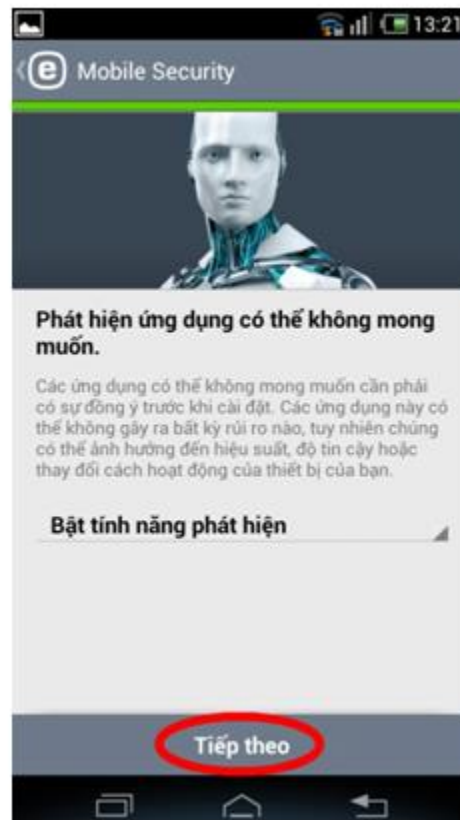 13:21
e Mobile Security
Phát hiện ứng dụng có thể không mong
muốn.
Các ứng dụng có thể không mong muốn cần phải
có sự đồng ý trước khi cài đặt. Các ứng dụng này có
thể không gây ra bất kỳ rủi ro nào, tuy nhiên chúng
có thể ảnh hưởng đến hiệu suất, độ tin cậy hoặc
thay đổi cách hoạt động của thiết bị của bạn.
Bật tính năng phát hiện
Tiếp theo